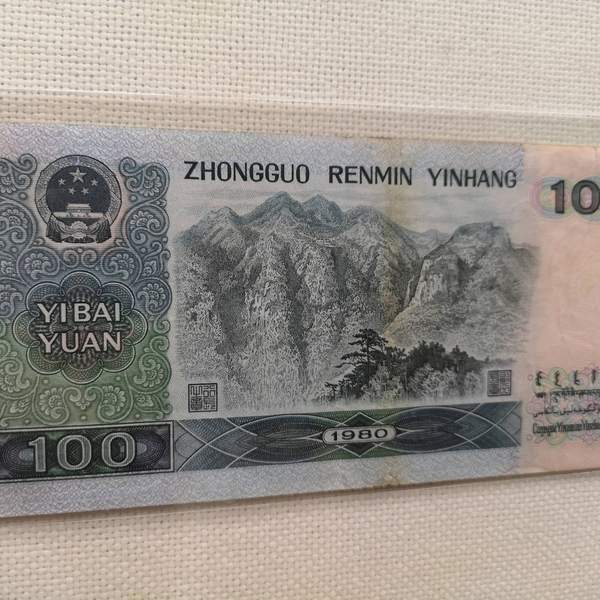 ZHONGGUO RENMIN YINHANG
10
YIBAI
YUAN
100
1980